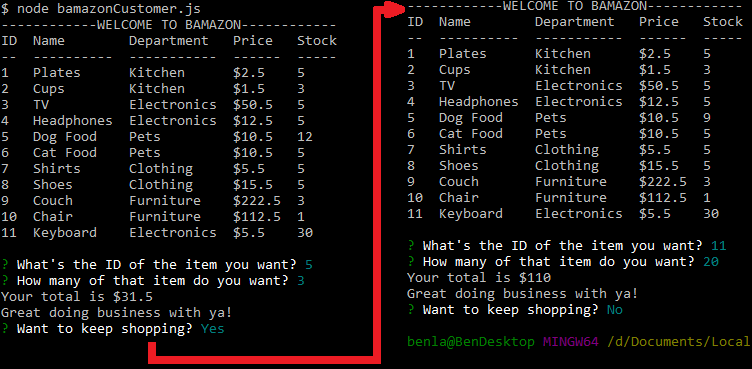 $ node bamazonCustomer.js
------------WELCOME TO BAMAZON------------
ID  Name        Department   Price   Stock
--  ----------  -----------  ------  -----
1   Plates      Kitchen      $2.5    5
2   Cups        Kitchen      $1.5    3
3   TV          Electronics  $50.5   5
4   Headphones  Electronics  $12.5   5
5   Dog Food    Pets         $10.5   12
6   Cat Food    Pets         $10.5   5
7   Shirts      Clothing     $5.5    5
8   Shoes       Clothing     $15.5   5
9   Couch       Furniture    $222.5  3
10  Chair       Furniture    $112.5  1
11  Keyboard    Electronics  $5.5    30
? What's the ID of the item you want? 5
? How many of that item do you want? 3
Your total is $31.5
Great doing business with ya!
? Want to keep shopping? Yes
------------WELCOME TO BAMAZON------------
ID  Name        Department   Price   Stock
--  ----------  -----------  ------  -----
1   Plates      Kitchen      $2.5    5
2   Cups        Kitchen      $1.5    3
3   TV          Electronics  $50.5   5
4   Headphones  Electronics  $12.5   5
5   Dog Food    Pets         $10.5   9
6   Cat Food    Pets         $10.5   5
7   Shirts      Clothing     $5.5    5
8   Shoes       Clothing     $15.5   5
9   Couch       Furniture    $222.5  3
10  Chair       Furniture    $112.5  1
11  Keyboard    Electronics  $5.5    30
? What's the ID of the item you want? 11
? How many of that item do you want? 20
Your total is $110
Great doing business with ya!
? Want to keep shopping? No
benla@BenDesktop MINGW64 /d/Documents/Local